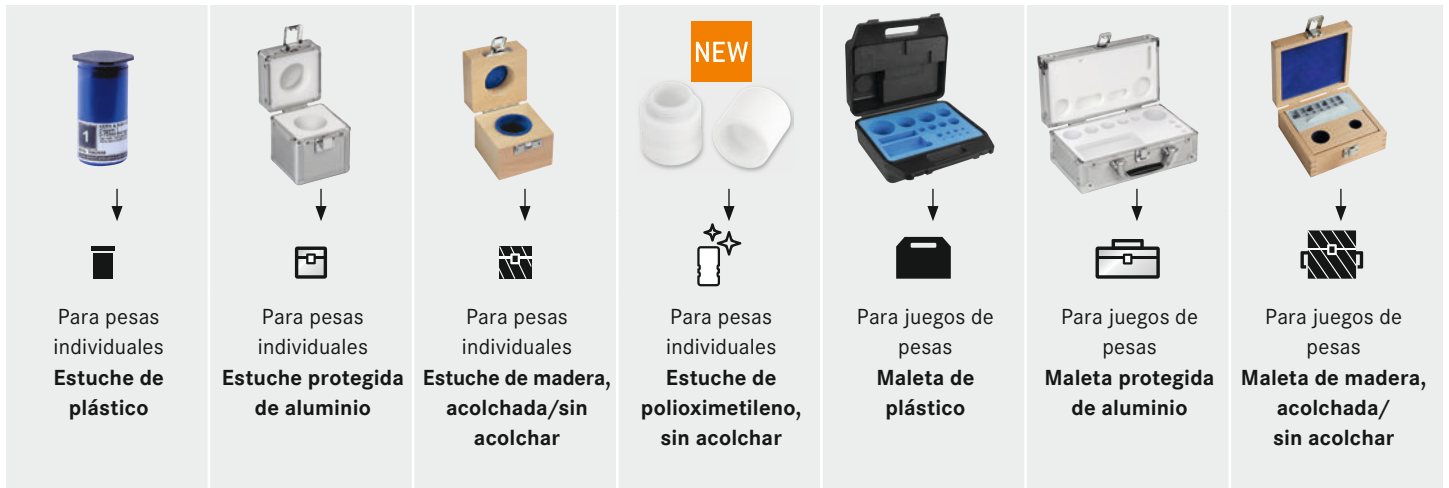 NEW
1
Para pesas
individuales
Estuche de
plástico
Para pesas
individuales
Estuche protegida
de aluminio
Para pesas
individuales
Estuche de madera,
acolchada/sin
acolchar
Para pesas
individuales
Estuche de
polioximetileno,
sin acolchar
Para juegos de
pesas
Maleta de
plástico
Para juegos de
pesas
Maleta protegida
de aluminio
Para juegos de
pesas
Maleta de madera,
acolchada/
sin acolchar